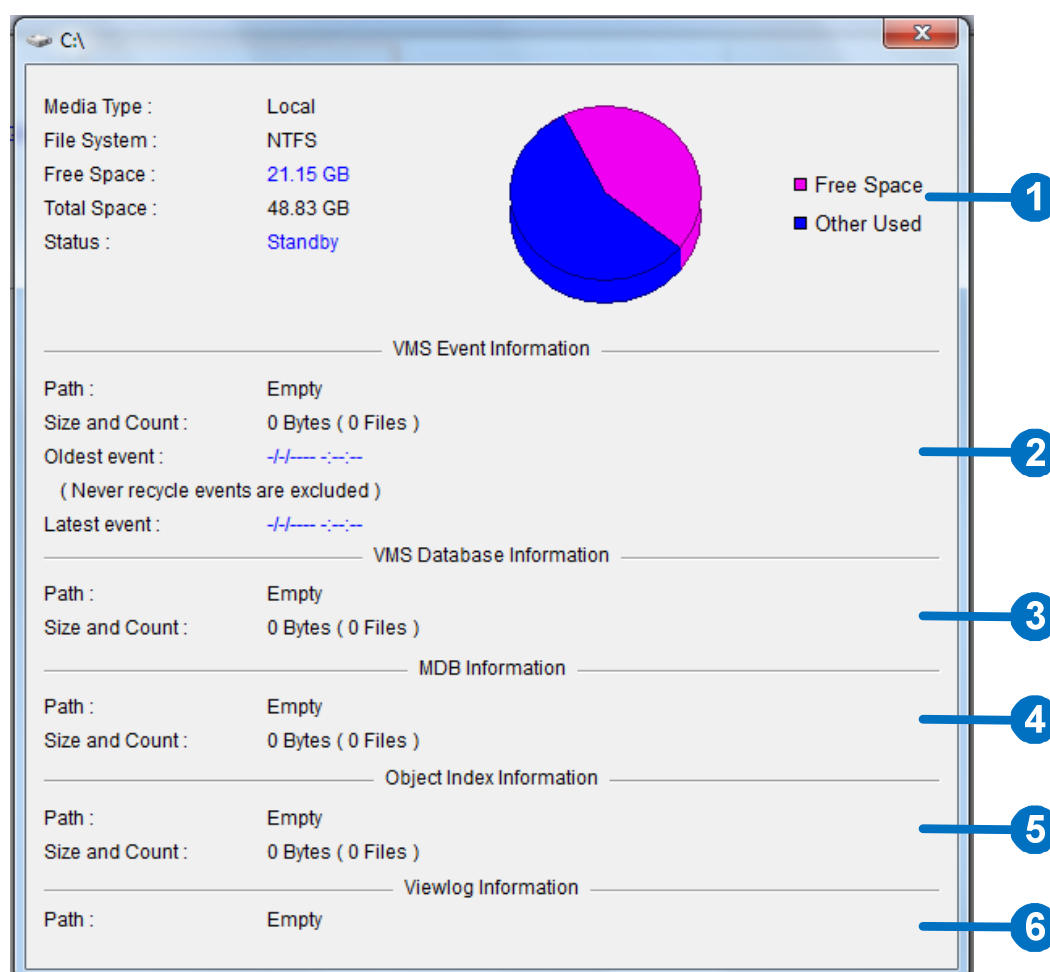 C:\
X
Media Type : Local
File System : NTFS
Free Space : 21.15 GB
Total Space : 48.83 GB
Status : Standby
Free Space
Other Used
1
VMS Event Information
Path : Empty
Size and Count : 0 Bytes ( 0 Files )
Oldest event : -/-/---- -:--:--
( Never recycle events are excluded )
Latest event : -/-/---- -:--:--
2
VMS Database Information
Path : Empty
Size and Count : 0 Bytes ( 0 Files )
3
MDB Information
Path : Empty
Size and Count : 0 Bytes ( 0 Files )
4
Object Index Information
Path : Empty
Size and Count : 0 Bytes ( 0 Files )
5
Viewlog Information
Path : Empty
6